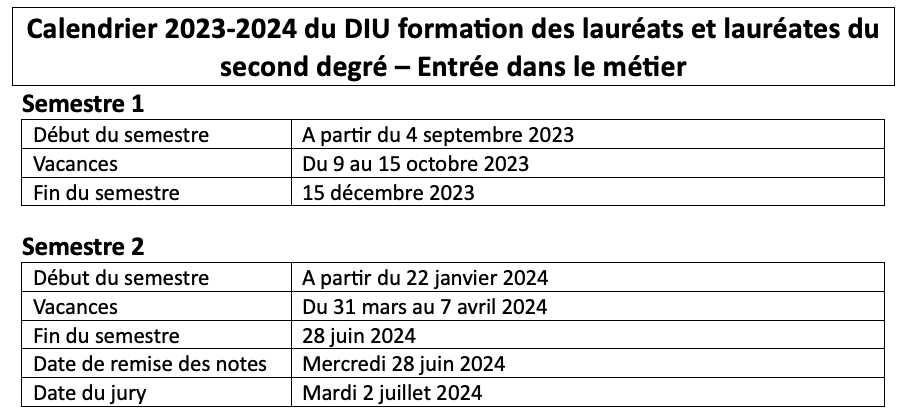 Calendrier 2023-2024 du DIU formation des lauréats et lauréates du
second degré – Entrée dans le métier
Semestre 1
Début du semestre A partir du 4 septembre 2023
Vacances Du 9 au 15 octobre 2023
Fin du semestre 15 décembre 2023
Semestre 2
Début du semestre A partir du 22 janvier 2024
Vacances Du 31 mars au 7 avril 2024
Fin du semestre 28 juin 2024
Date de remise des notes Mercredi 28 juin 2024
Date du jury Mardi 2 juillet 2024